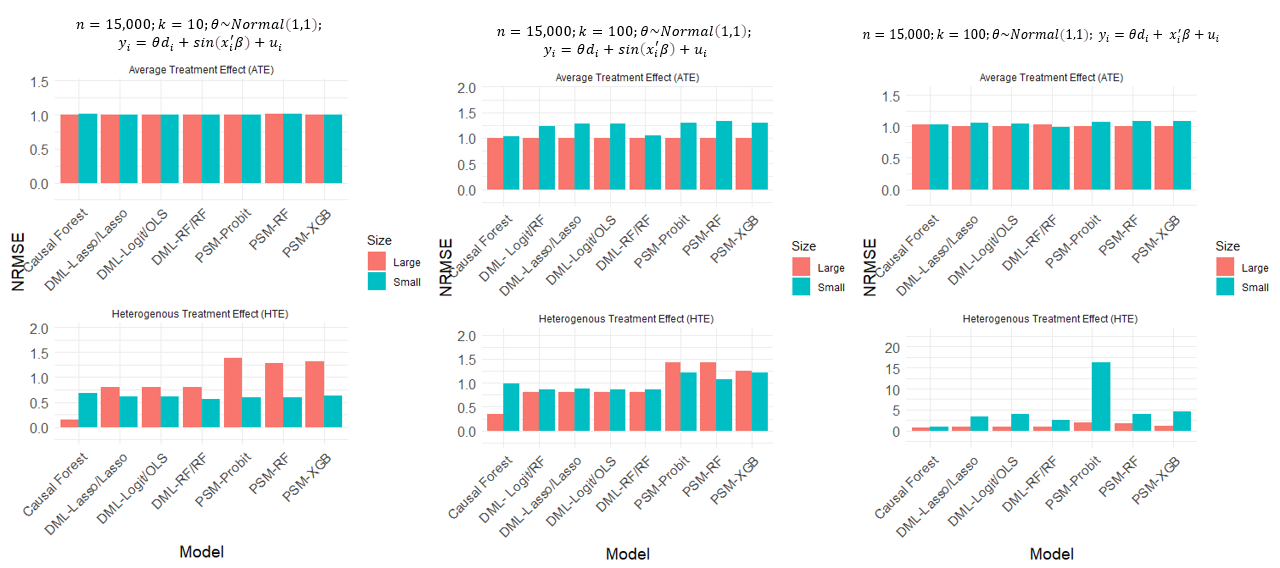 n = 15,000; k = 10; θ~Normal(1,1);
y_i = θd_i + sin(x_i′β) + u_i
Average Treatment Effect (ATE)
1.5
1.0
0.5
0.0
Causal Forest
DML-Lasso/Lasso
DML-Logit/OLS
DML-RF/RF
PSM-Probit
PSM-RF
PSM-XGB
NRMSE
Size
Large
Small
Heterogenous Treatment Effect (HTE)
2.0
1.5
1.0
0.5
0.0
Causal Forest
DML-Lasso/Lasso
DML-Logit/OLS
DML-RF/RF
PSM-Probit
PSM-RF
PSM-XGB
Model
n = 15,000; k = 100; θ~Normal(1,1);
y_i = θd_i + sin(x_i′β) + u_i
Average Treatment Effect (ATE)
2.0
1.5
1.0
0.5
0.0
Causal Forest
DML- Logit/RF
DML-Lasso/Lasso
DML-Logit/OLS
DML-RF/RF
PSM-Probit
PSM-RF
PSM-XGB
NRMSE
Size
Large
Small
Heterogenous Treatment Effect (HTE)
2.0
1.5
1.0
0.5
0.0
Causal Forest
DML- Logit/RF
DML-Lasso/Lasso
DML-Logit/OLS
DML-RF/RF
PSM-Probit
PSM-RF
PSM-XGB
Model
n = 15,000; k = 100; θ~Normal(1,1); y_i = θd_i + x_i′β + u_i
Average Treatment Effect (ATE)
1.5
1.0
0.5
0.0
Causal Forest
DML-Lasso/Lasso
DML-Logit/OLS
DML-RF/RF
PSM-Probit
PSM-RF
PSM-XGB
NRMSE
Size
Large
Small
Heterogenous Treatment Effect (HTE)
20
15
10
5
0
Causal Forest
DML-Lasso/Lasso
DML-Logit/OLS
DML-RF/RF
PSM-Probit
PSM-RF
PSM-XGB
Model